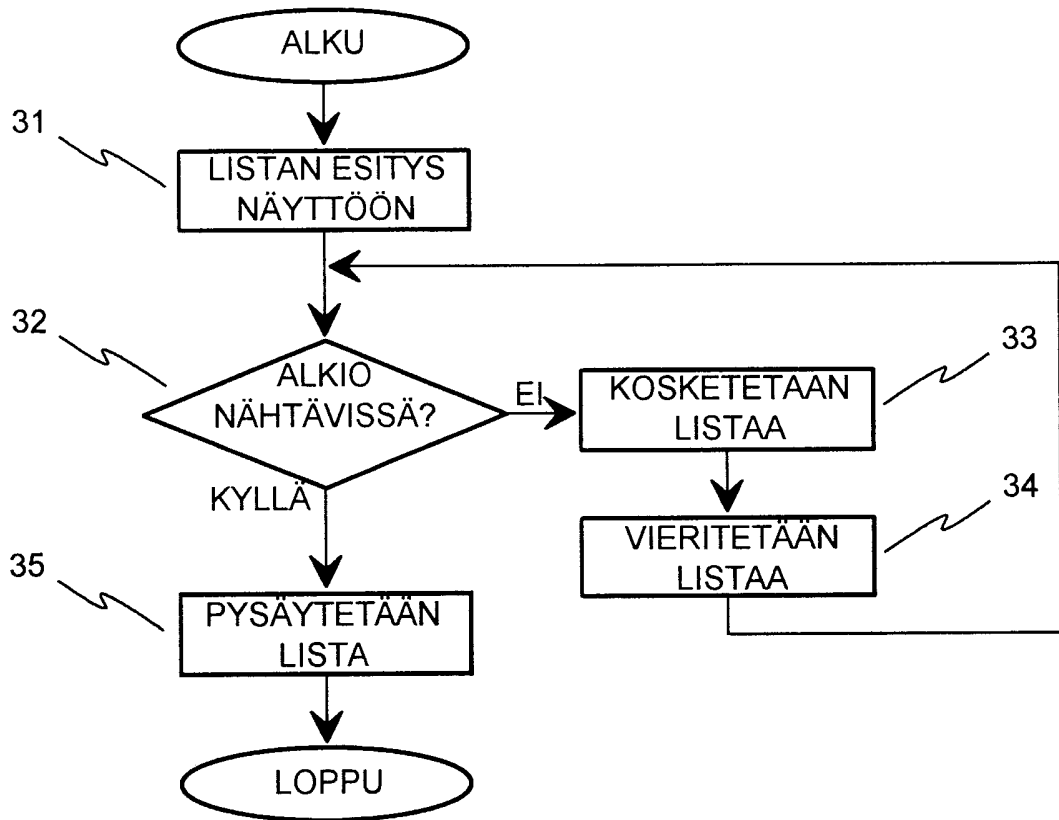 ALKU
31
LISTAN ESITYS
NÄYTTÖÖN
32
ALKIO
NÄHTÄVISSÄ?
EI
33
KOSKETETAAN
LISTAA
KYLLÄ
34
VIERITETÄÄN
LISTAA
35
PYSÄYTETÄÄN
LISTA
LOPPU